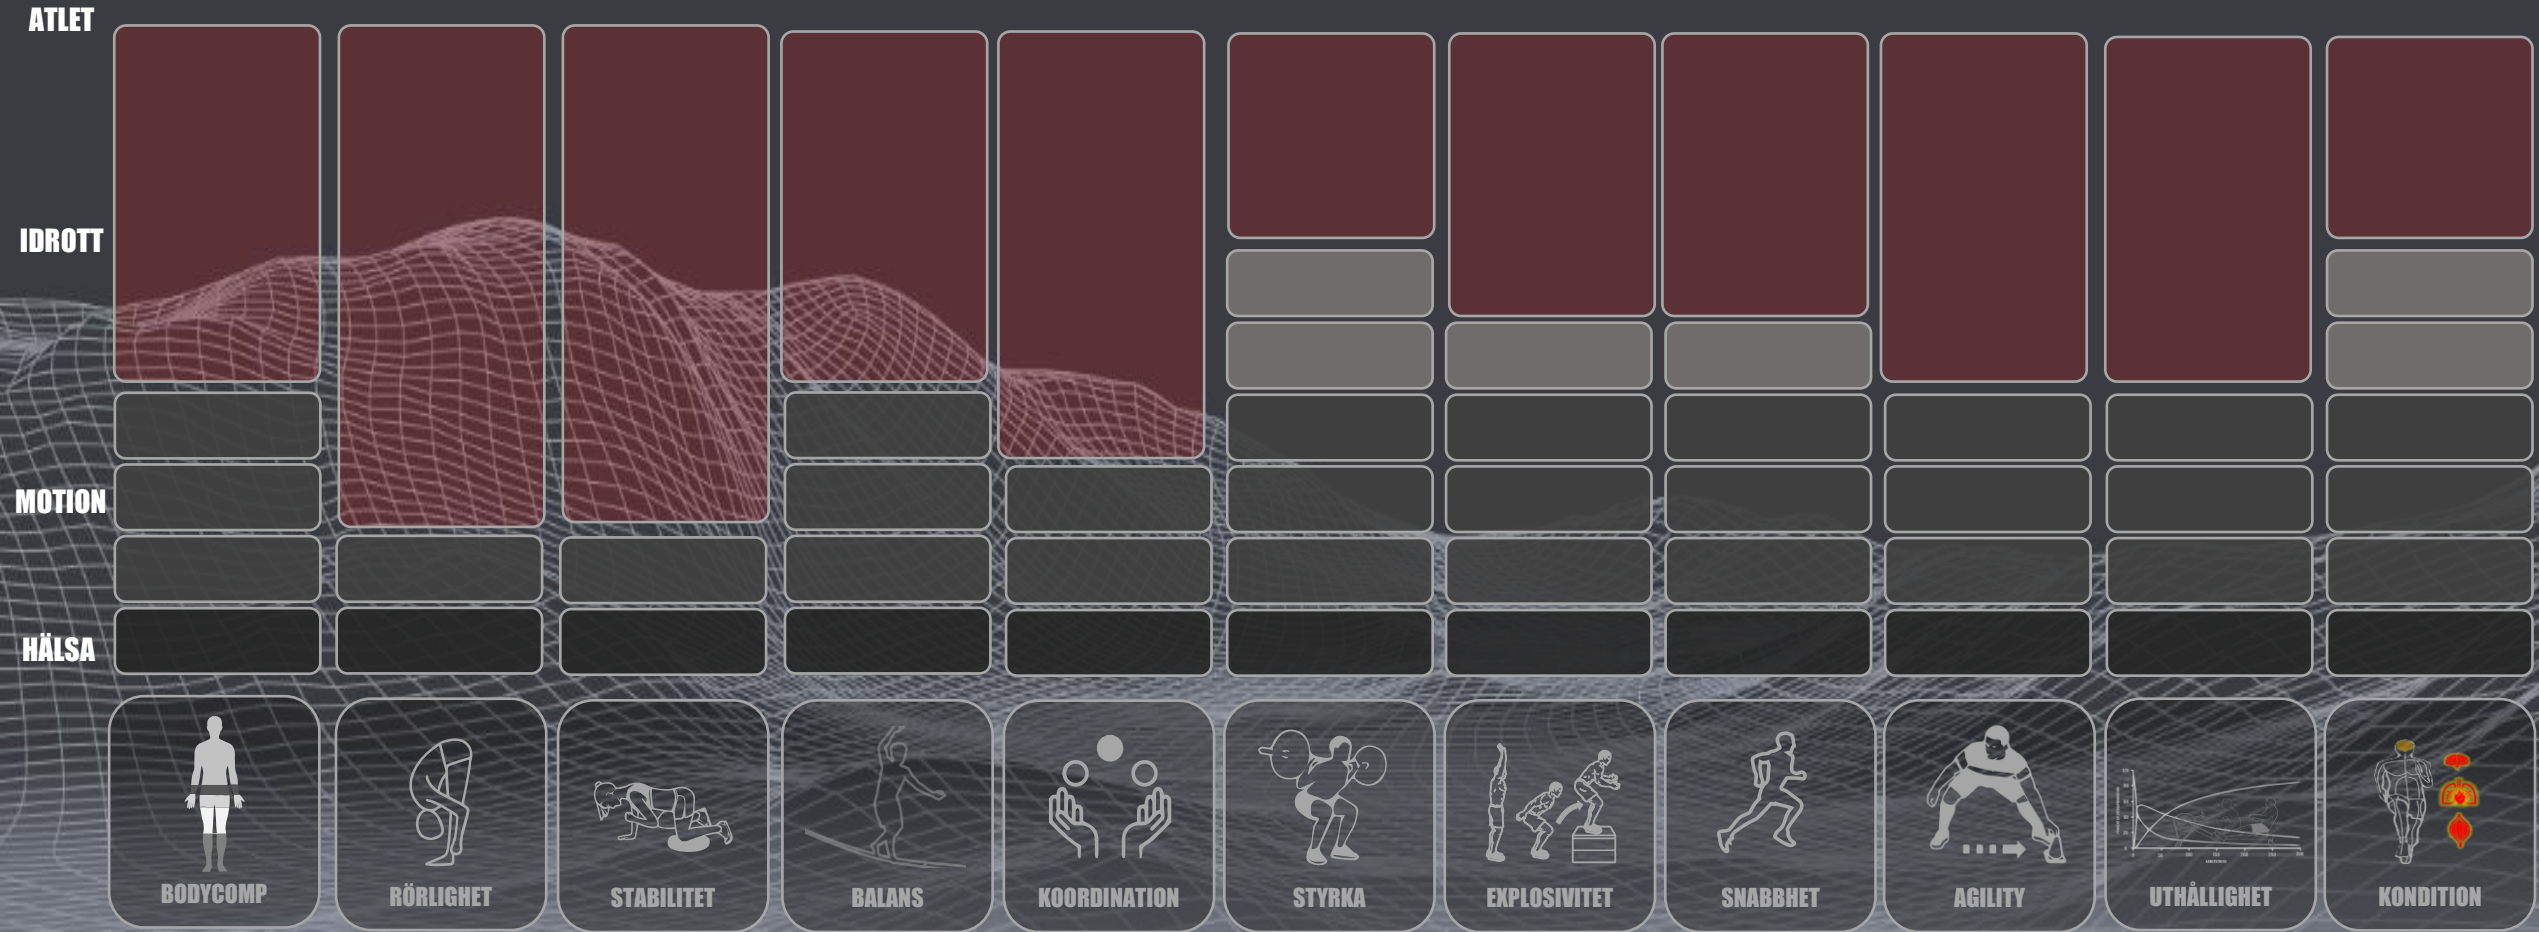 ATLET
IDROTT
MOTION
HÄLSA
BODYCOMP
RÖRLIGHET
STABILITET
BALANS
KOORDINATION
STYRKA
EXPLOSIVITET
SNABBHET
AGILITY
UTHÅLLIGHET
KONDITION